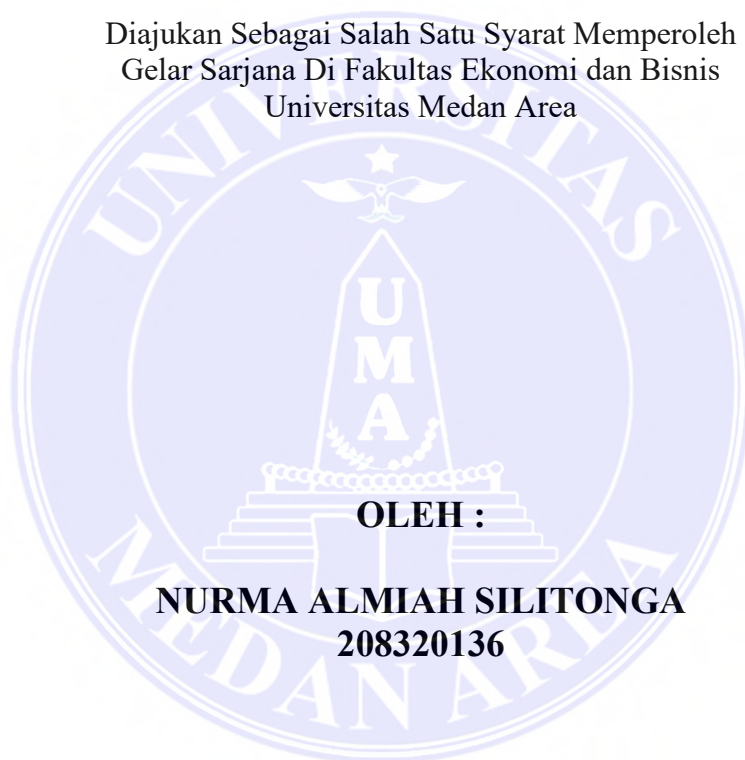 Diajukan Sebagai Salah Satu Syarat Memperoleh
Gelar Sarjana Di Fakultas Ekonomi dan Bisnis
Universitas Medan Area
UNIVERSITAS
UMA
OLEH :
NURMA ALMIAH SILITONGA
208320136
MEDAN AREA